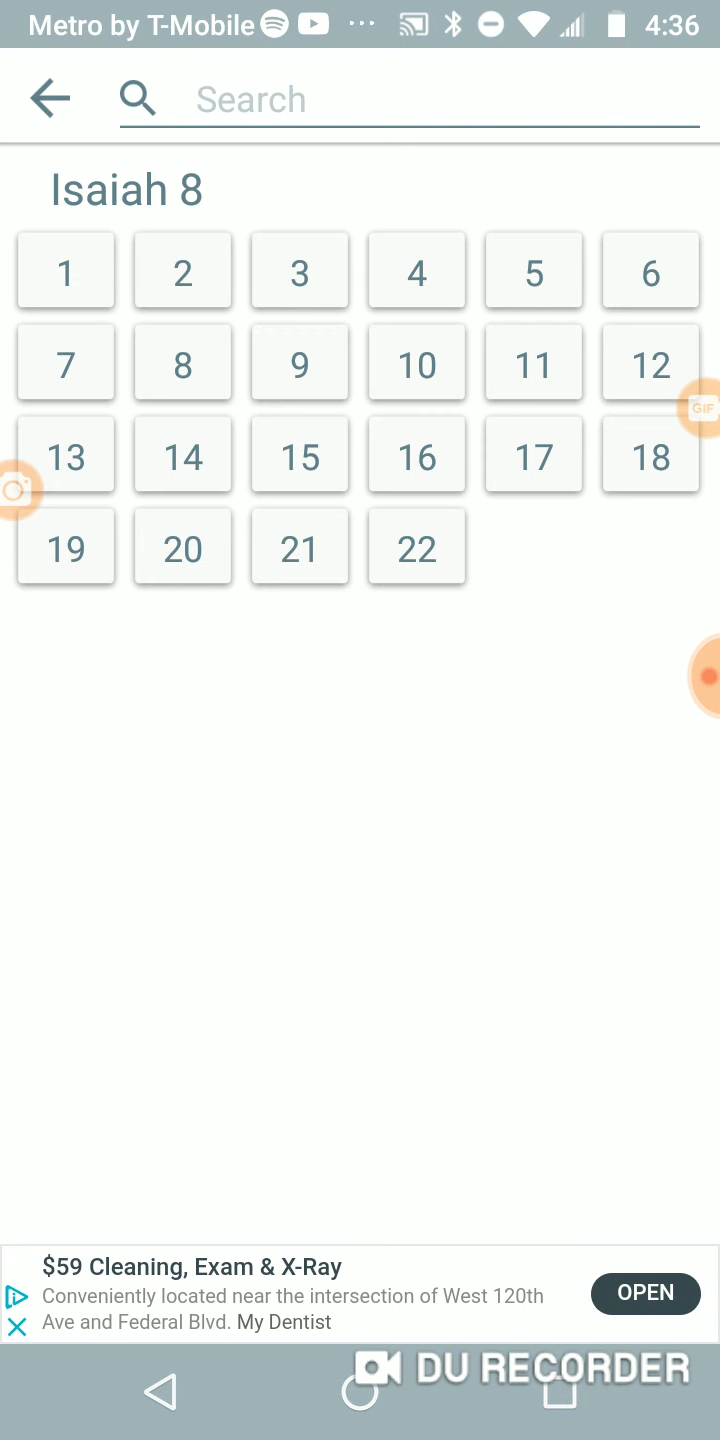 Metro by T-Mobile ... 4:36
Search
Isaiah 8
1 2 3 4 5 6
7 8 9 10 11 12
GIF
13 14 15 16 17 18
19 20 21 22
$59 Cleaning, Exam & X-Ray
Conveniently located near the intersection of West 120th
Ave and Federal Blvd. My Dentist
OPEN
DU RECORDER